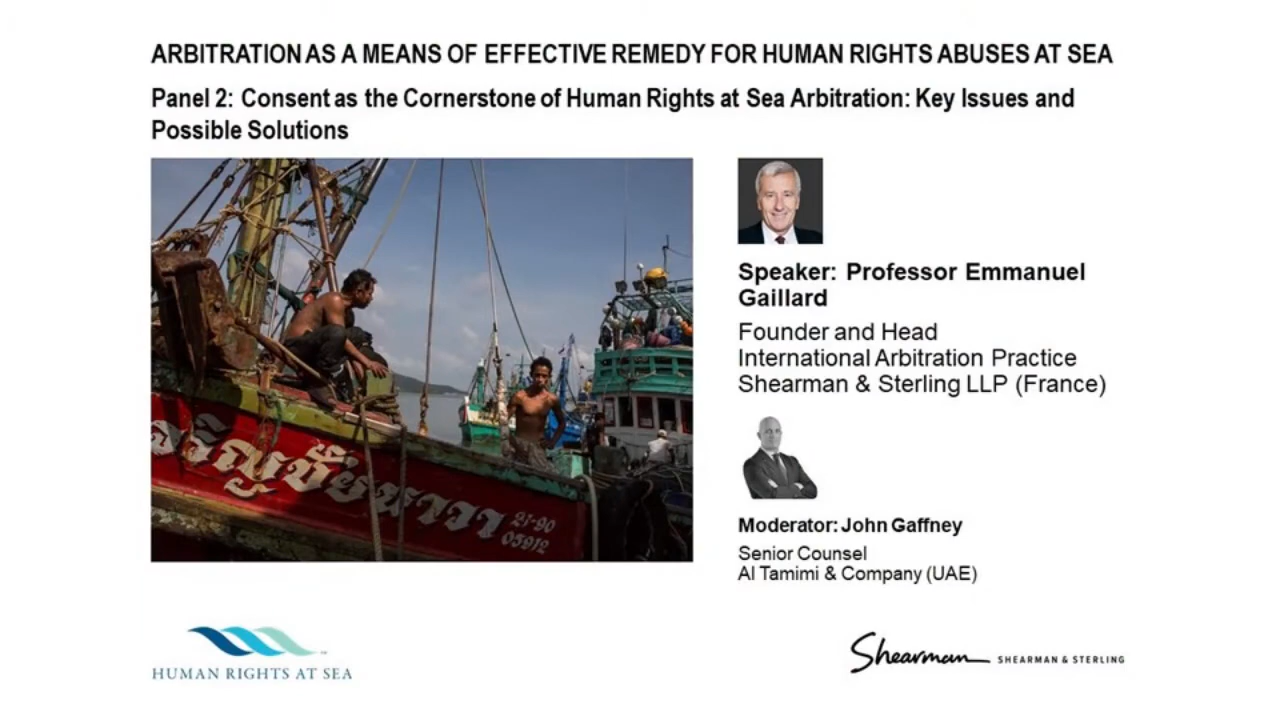 ARBITRATION AS A MEANS OF EFFECTIVE REMEDY FOR HUMAN RIGHTS ABUSES AT SEA
Panel 2: Consent as the Cornerstone of Human Rights at Sea Arbitration: Key Issues and
Possible Solutions
Speaker: Professor Emmanuel
Gaillard
Founder and Head
International Arbitration Practice
Shearman & Sterling LLP (France)
21-90
05912
Moderator: John Gaffney
Senior Counsel
Al Tamimi & Company (UAE)
HUMAN RIGHTS AT SEA
Shearman SHEARMAN & STERLING